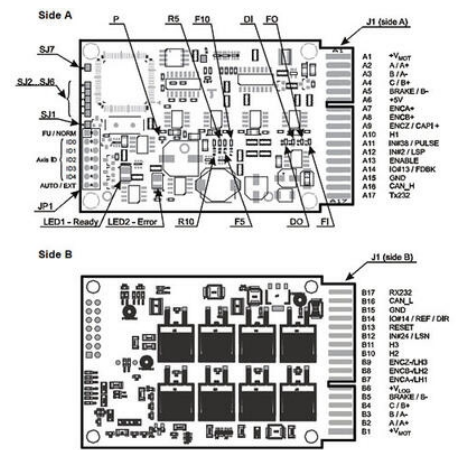 Side A
P
R5
F10
DI
FO
J1 (side A)
SJ7
SJ2...SJ6
SJ1
FU / NORM
Axis ID
ID0
ID1
ID2
ID3
ID4
AUTO / EXT
JP1
LED1 - Ready
LED2 - Error
R10
F5
DO
FI
A1
A17
A1 +VMOT
A2 A / A+
A3 B / A-
A4 C / B+
A5 BRAKE / B-
A6 +5V
A7 ENCA+
A8 ENCB+
A9 ENCZ / CAPI+
A10 H1
A11 IN#38 / PULSE
A12 IN#2 / LSP
A13 ENABLE
A14 IO#13 / FDBK
A15 GND
A16 CAN_H
A17 Tx232
Side B
J1 (side B)
B17 RX232
B16 CAN_L
B15 GND
B14 IO#14 / REF / DIR
B13 RESET
B12 IN#24 / LSN
B11 H3
B10 H2
B9 ENCZ-/LH3
B8 ENCB-/LH2
B7 ENCA-/LH1
B6 +VLOG
B5 BRAKE / B-
B4 C / B+
B3 B / A-
B2 A / A+
B1 +VMOT